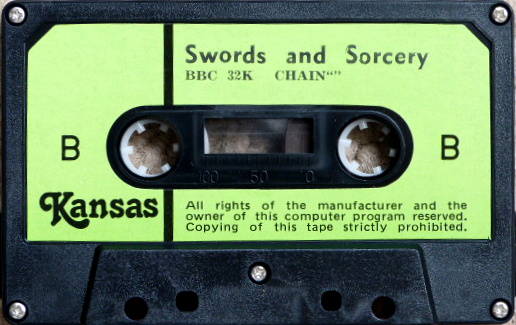 Swords and Sorcery
BBC 32K CHAIN“”
B
B
100 50 0
Kansas
All rights of the manufacturer and the
owner of this computer program reserved.
Copying of this tape strictly prohibited.